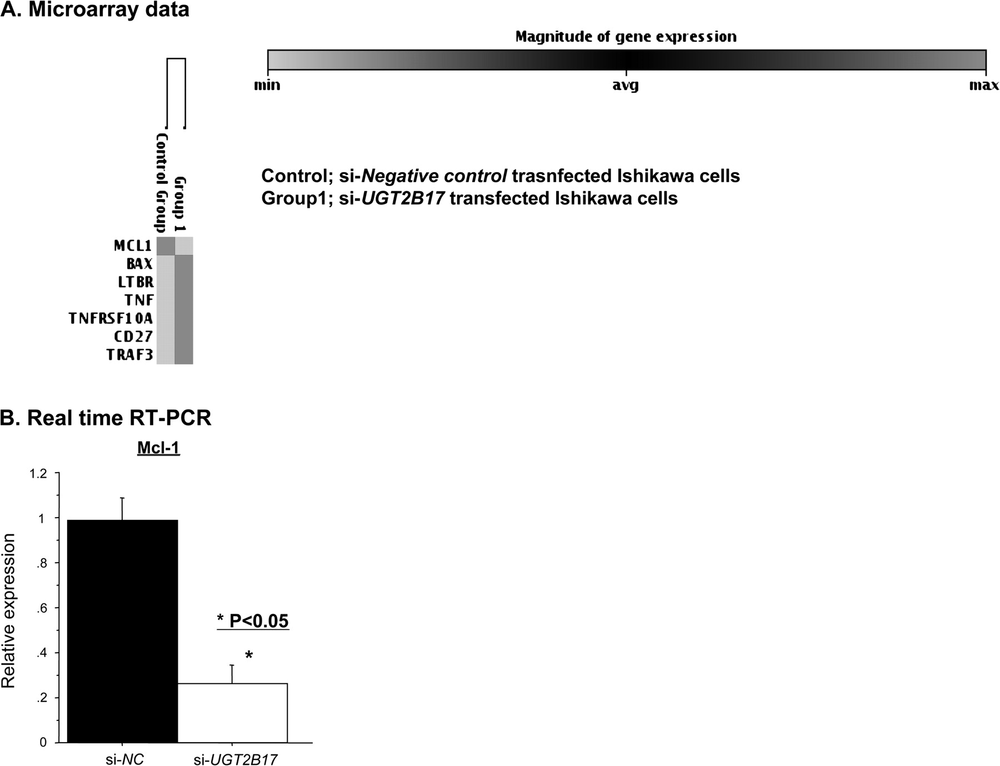 A. Microarray data
Magnitude of gene expression
min avg max
Control Group
Group 1
Control; si-Negative control trasnfected Ishikawa cells
Group1; si-UGT2B17 transfected Ishikawa cells
MCL1
BAX
LTBR
TNF
TNFRSF10A
CD27
TRAF3
B. Real time RT-PCR
Mcl-1
Relative expression
1.2
1
.8
.6
.4
.2
0
* P<0.05
*
si-NC si-UGT2B17